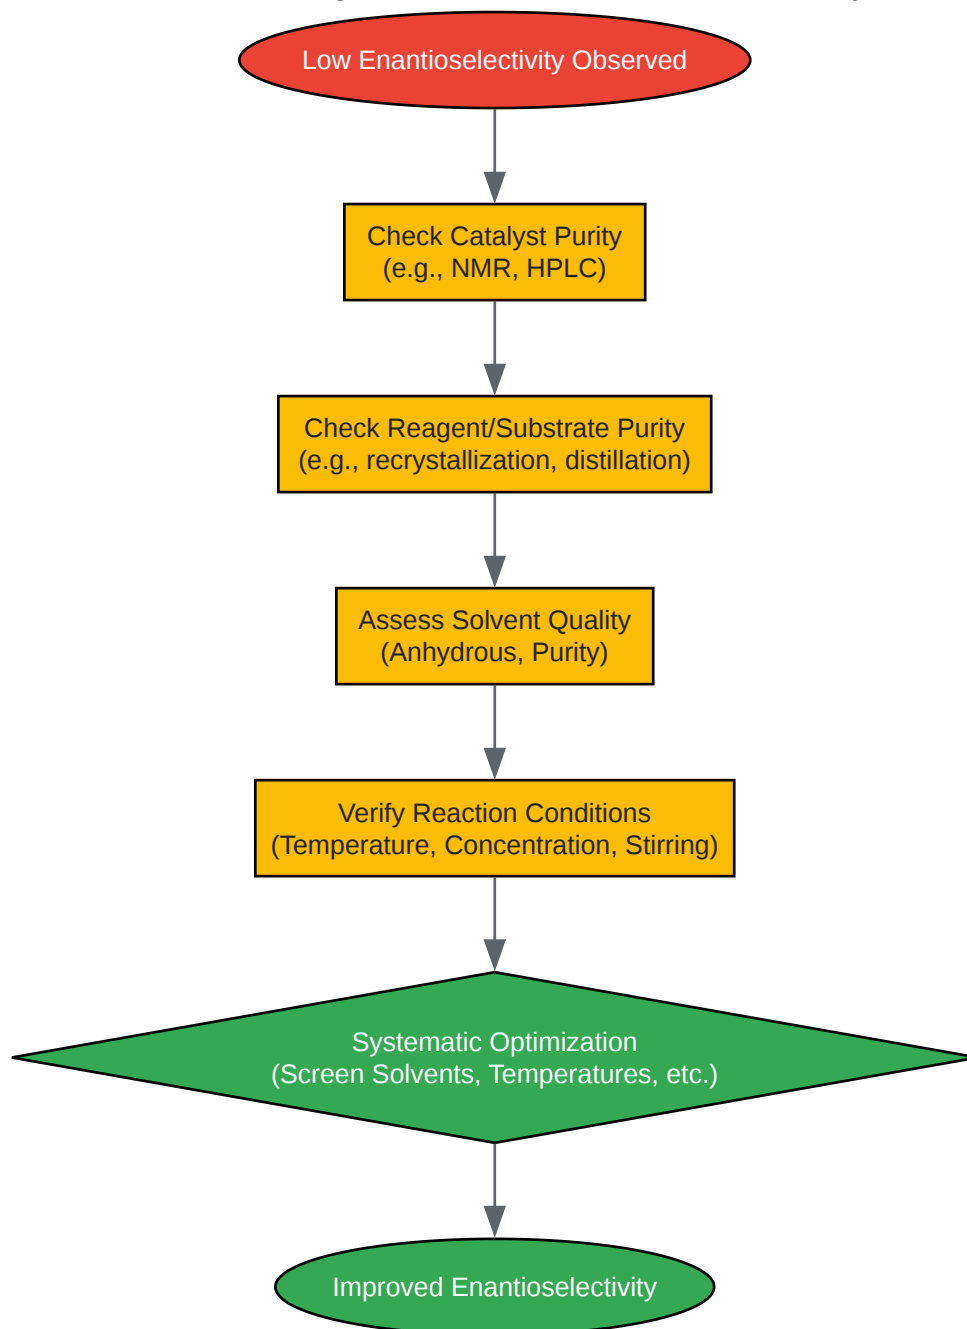 Low Enantioselectivity Observed
Check Catalyst Purity
(e.g., NMR, HPLC)
Check Reagent/Substrate Purity
(e.g., recrystallization, distillation)
Assess Solvent Quality
(Anhydrous, Purity)
Verify Reaction Conditions
(Temperature, Concentration, Stirring)
Systematic Optimization
(Screen Solvents, Temperatures, etc.)
Improved Enantioselectivity